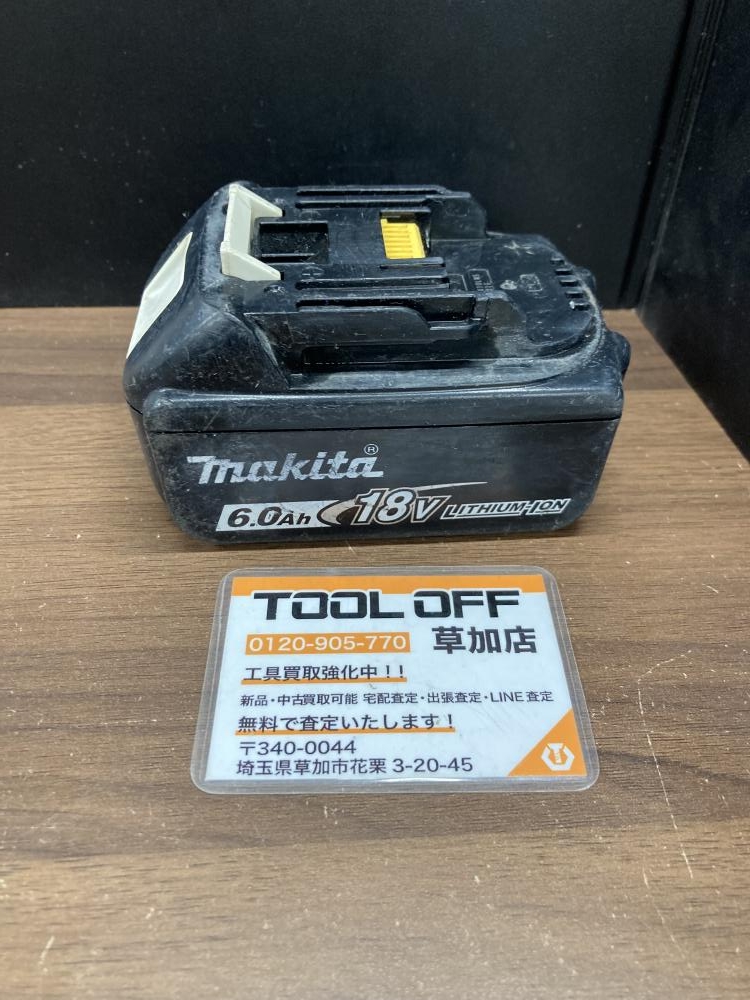 makita®
6.0Ah 18V LITHIUM-ION
TOOL OFF
0120-905-770 草加店
工具買取強化中!!
新品・中古買取可能 宅配査定・出張査定・LINE査定
無料で査定いたします!
〒340-0044
埼玉県草加市花栗 3-20-45